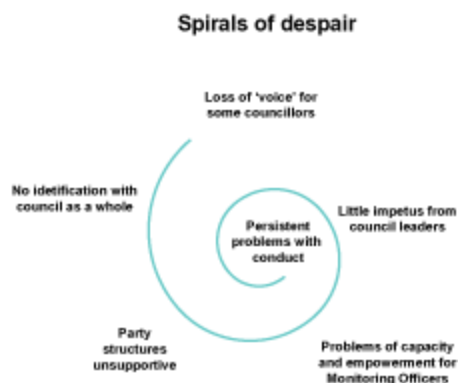 Spirals of despair
Loss of 'voice' for
some councillors
No idetification with
council as a whole
Persistent
problems with
conduct
Little impetus from
council leaders
Party
structures
unsupportive
Problems of capacity
and empowerment for
Monitoring Officers